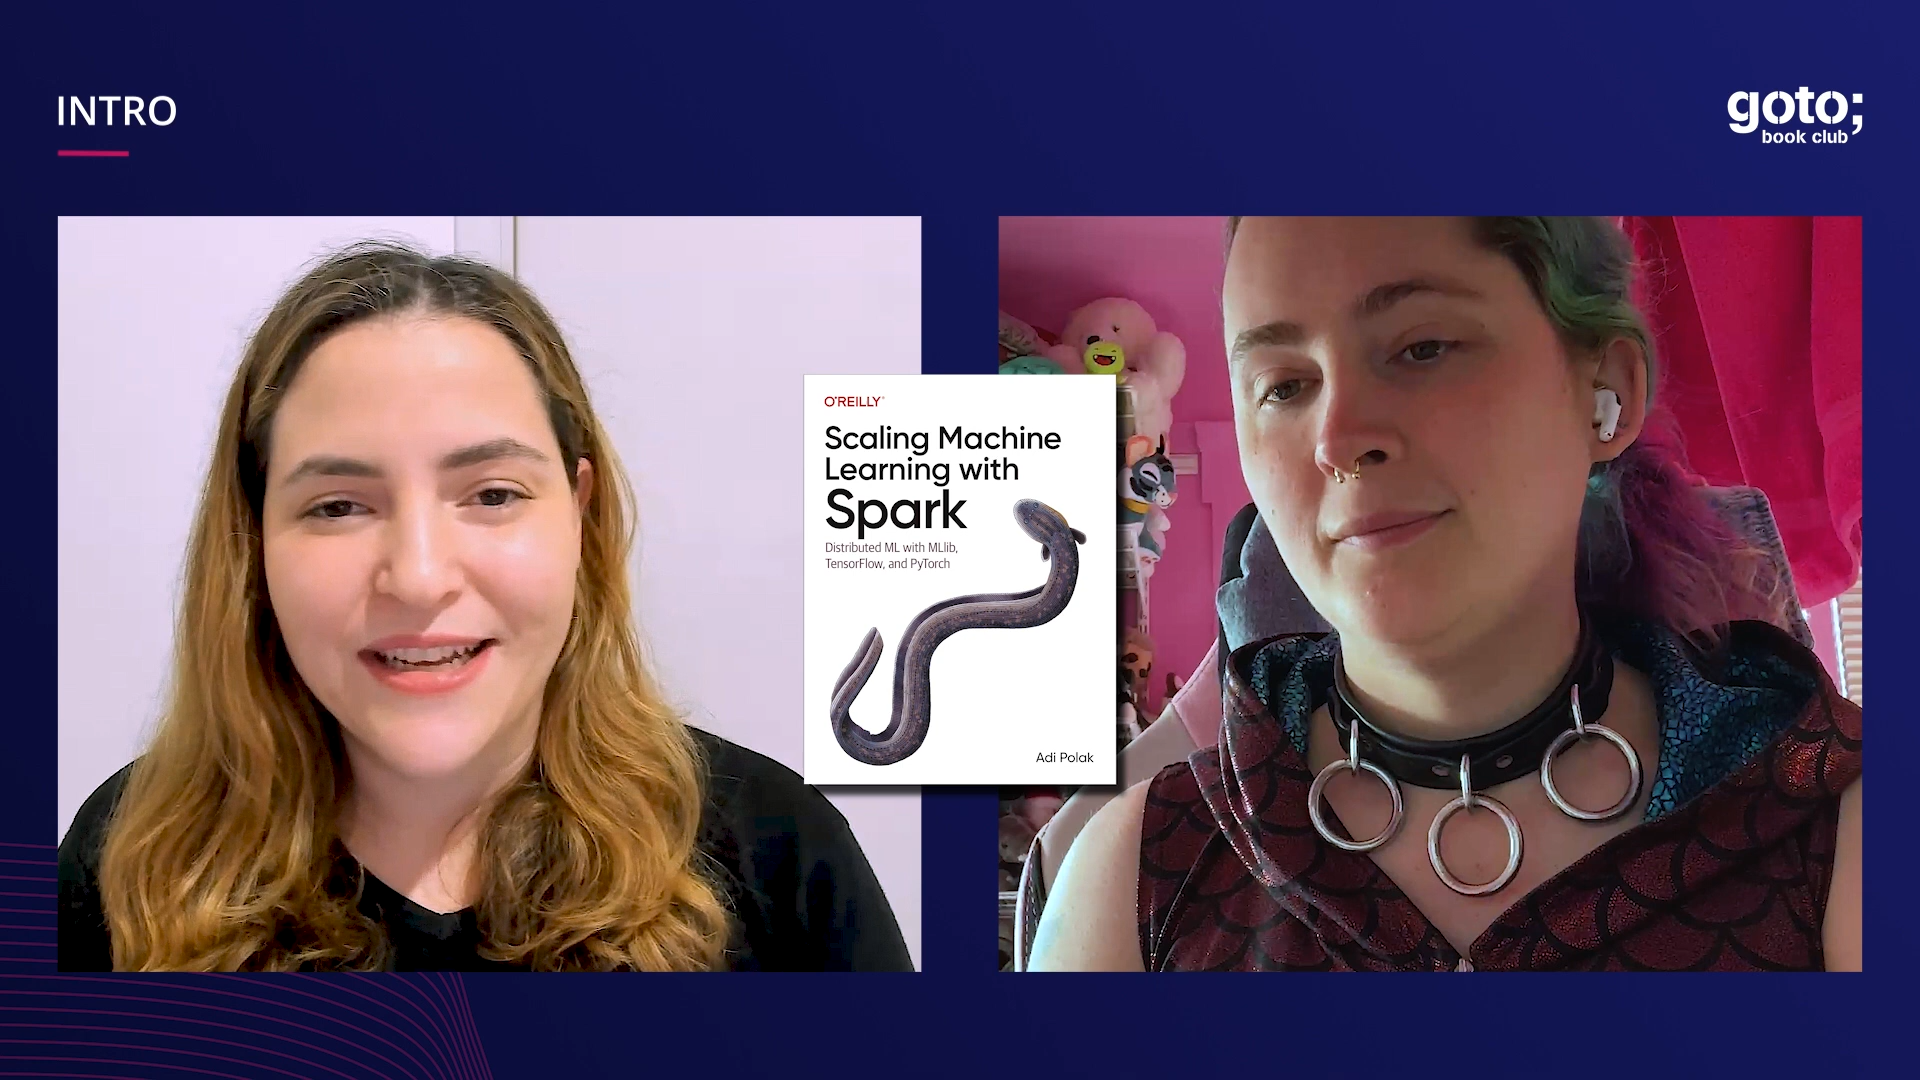 INTRO
goto;
book club
O'REILLY
Scaling Machine
Learning with
Spark
Distributed ML with MLlib,
TensorFlow, and PyTorch
Adi Polak